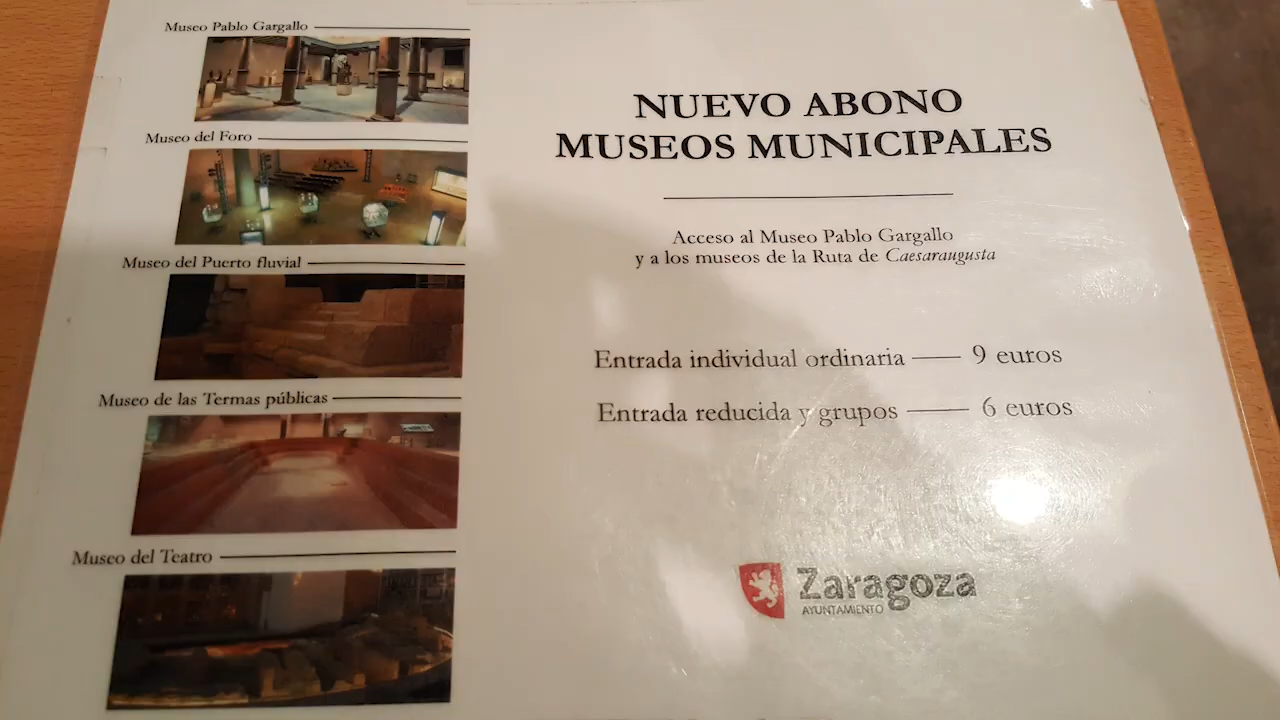 Museo Pablo Gargallo
Museo del Foro
Museo del Puerto fluvial
Museo de las Termas públicas
Museo del Teatro
NUEVO ABONO
MUSEOS MUNICIPALES
Acceso al Museo Pablo Gargallo
y a los museos de la Ruta de Caesaraugusta
Entrada individual ordinaria — 9 euros
Entrada reducida y grupos — 6 euros
Zaragoza
AYUNTAMIENTO